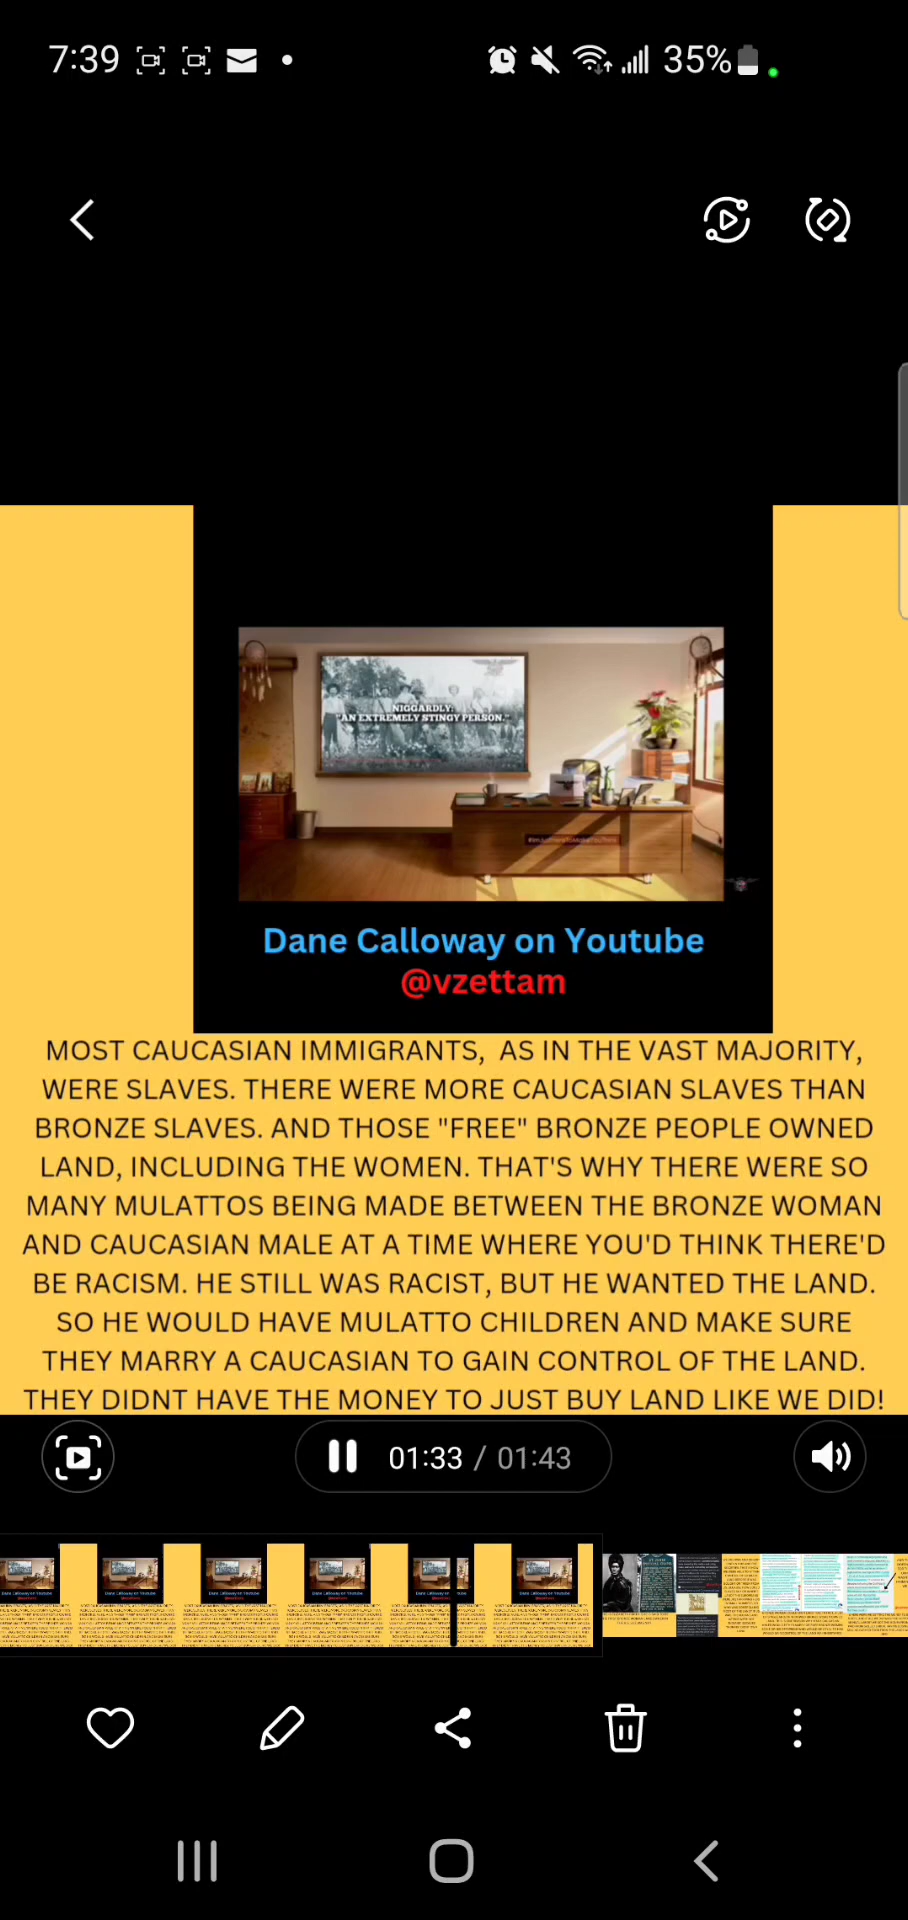 7:39
35%
NIGGARDLY:
"AN EXTREMELY STINGY PERSON."
Dane Calloway on Youtube
@vzettam
MOST CAUCASIAN IMMIGRANTS, AS IN THE VAST MAJORITY,
WERE SLAVES. THERE WERE MORE CAUCASIAN SLAVES THAN
BRONZE SLAVES. AND THOSE "FREE" BRONZE PEOPLE OWNED
LAND, INCLUDING THE WOMEN. THAT'S WHY THERE WERE SO
MANY MULATTOS BEING MADE BETWEEN THE BRONZE WOMAN
AND CAUCASIAN MALE AT A TIME WHERE YOU'D THINK THERE'D
BE RACISM. HE STILL WAS RACIST, BUT HE WANTED THE LAND.
SO HE WOULD HAVE MULATTO CHILDREN AND MAKE SURE
THEY MARRY A CAUCASIAN TO GAIN CONTROL OF THE LAND.
THEY DIDNT HAVE THE MONEY TO JUST BUY LAND LIKE WE DID!
01:33 / 01:43